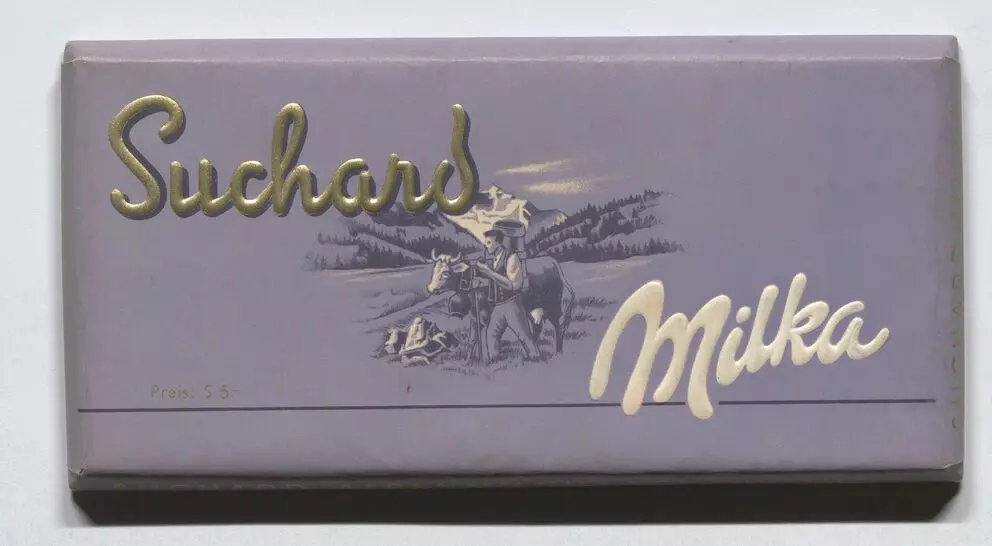 Suchard
Milka
Preis: S 5.-